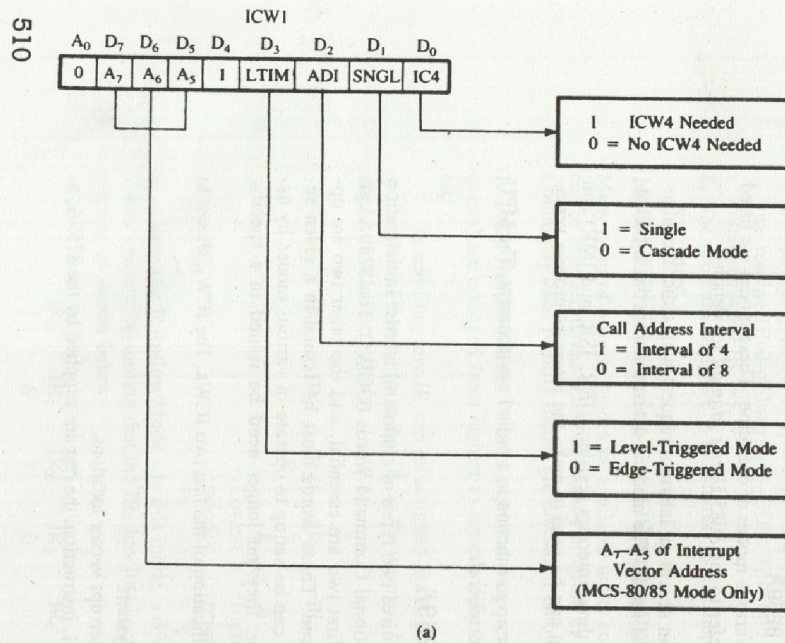 510
ICW1
A₀ D₇ D₆ D₅ D₄ D₃ D₂ D₁ D₀
0 A₇ A₆ A₅ 1 LTIM ADI SNGL IC4
1 ICW4 Needed
0 = No ICW4 Needed
1 = Single
0 = Cascade Mode
Call Address Interval
1 = Interval of 4
0 = Interval of 8
1 = Level-Triggered Mode
0 = Edge-Triggered Mode
A₇–A₅ of Interrupt
Vector Address
(MCS-80/85 Mode Only)
(a)